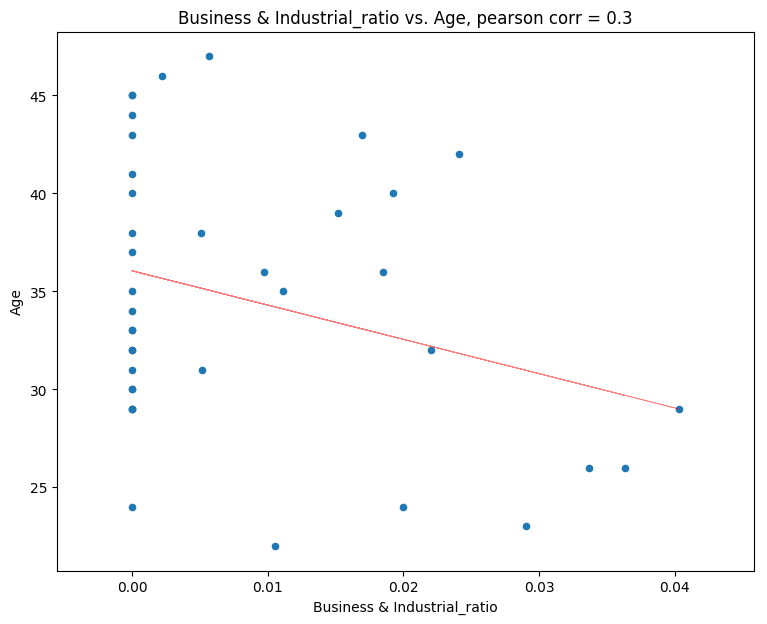 Business & Industrial_ratio vs. Age, pearson corr = 0.3
45
40
35
30
25
Age
0.00 0.01 0.02 0.03 0.04
Business & Industrial_ratio